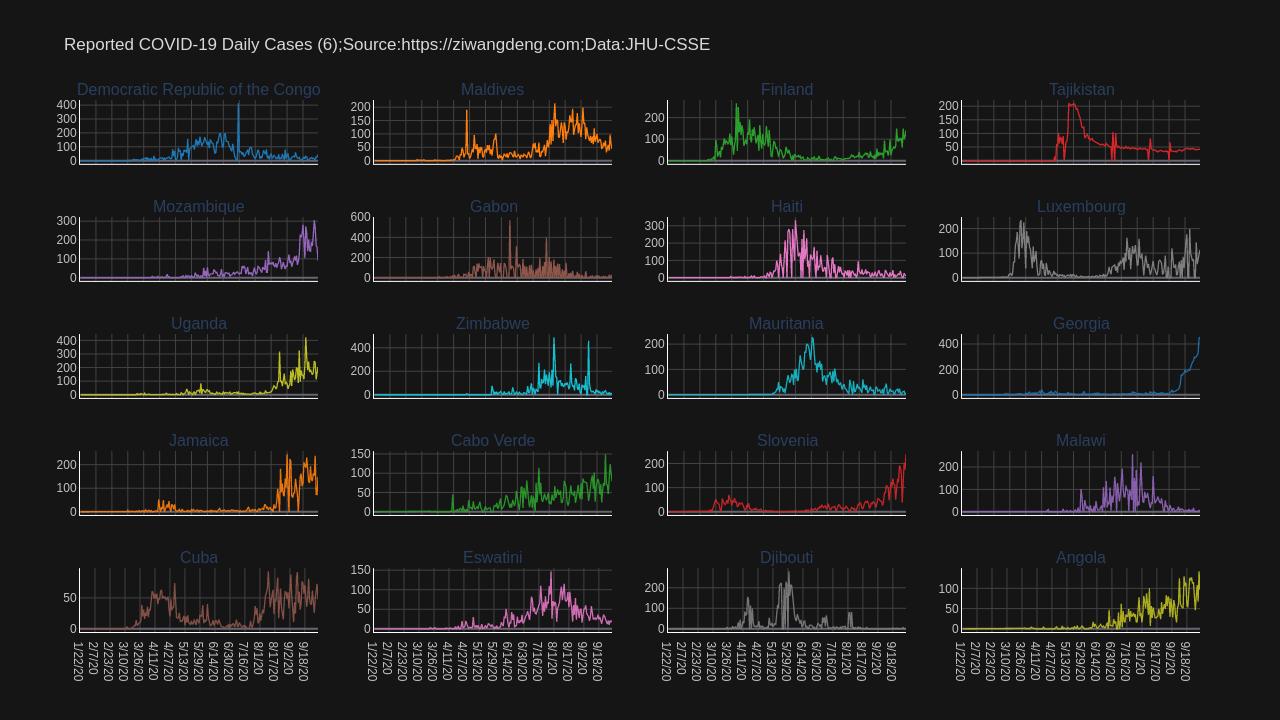 Reported COVID-19 Daily Cases (6);Source:https://ziwangdeng.com;Data:JHU-CSSE
Democratic Republic of the Congo
400
300
200
100
0
Maldives
200
150
100
50
0
Finland
200
100
0
Tajikistan
200
150
100
50
0
Mozambique
300
200
100
0
Gabon
600
400
200
0
Haiti
300
200
100
0
Luxembourg
200
100
0
Uganda
400
300
200
100
0
Zimbabwe
400
200
0
Mauritania
200
100
0
Georgia
400
200
0
Jamaica
200
100
0
Cabo Verde
150
100
50
0
Slovenia
200
100
0
Malawi
200
100
0
Cuba
50
0
Eswatini
150
100
50
0
Djibouti
200
100
0
Angola
100
50
0
1/22/20 2/7/20 2/23/20 3/10/20 3/26/20 4/11/20 4/27/20 5/13/20 5/29/20 6/14/20 6/30/20 7/16/20 8/1/20 8/17/20 9/2/20 9/18/20
1/22/20 2/7/20 2/23/20 3/10/20 3/26/20 4/11/20 4/27/20 5/13/20 5/29/20 6/14/20 6/30/20 7/16/20 8/1/20 8/17/20 9/2/20 9/18/20
1/22/20 2/7/20 2/23/20 3/10/20 3/26/20 4/11/20 4/27/20 5/13/20 5/29/20 6/14/20 6/30/20 7/16/20 8/1/20 8/17/20 9/2/20 9/18/20
1/22/20 2/7/20 2/23/20 3/10/20 3/26/20 4/11/20 4/27/20 5/13/20 5/29/20 6/14/20 6/30/20 7/16/20 8/1/20 8/17/20 9/2/20 9/18/20